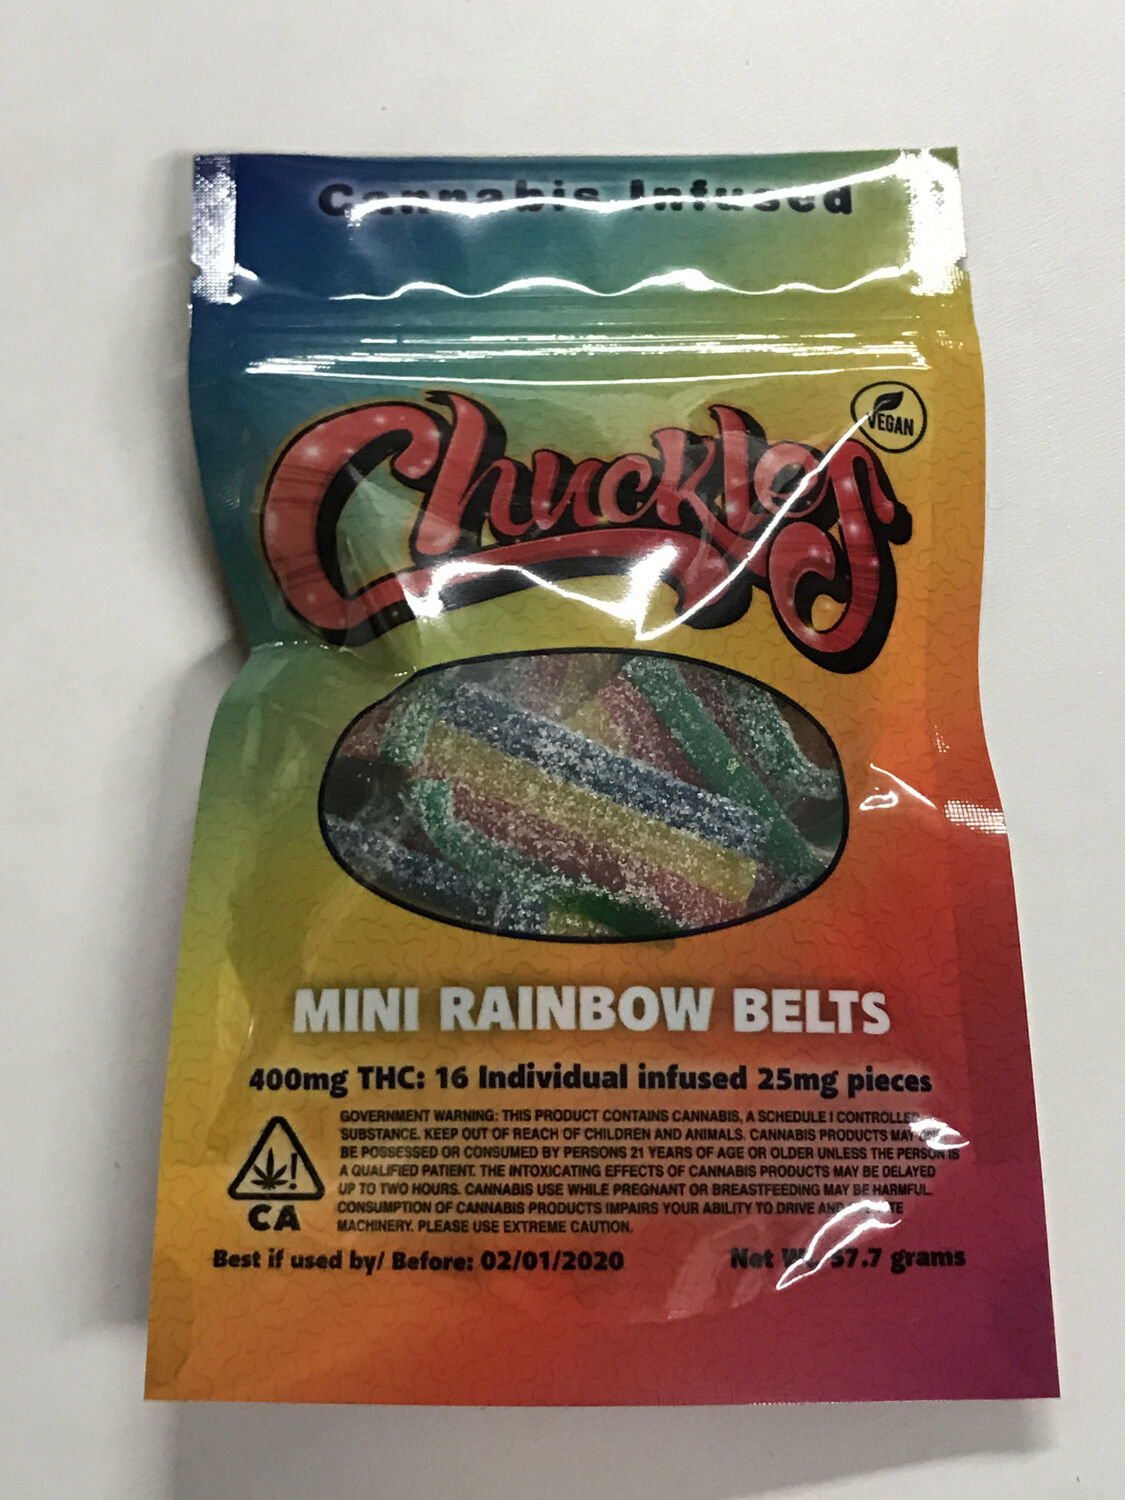 Cannabis Infused
Chuckles
VEGAN
MINI RAINBOW BELTS
400mg THC: 16 Individual infused 25mg pieces
GOVERNMENT WARNING: THIS PRODUCT CONTAINS CANNABIS, A SCHEDULE I CONTROLLED
SUBSTANCE. KEEP OUT OF REACH OF CHILDREN AND ANIMALS. CANNABIS PRODUCTS MAY
BE POSSESSED OR CONSUMED BY PERSONS 21 YEARS OF AGE OR OLDER UNLESS THE PERSON IS
A QUALIFIED PATIENT. THE INTOXICATING EFFECTS OF CANNABIS PRODUCTS MAY BE DELAYED
UP TO TWO HOURS. CANNABIS USE WHILE PREGNANT OR BREASTFEEDING MAY BE HARMFUL.
CONSUMPTION OF CANNABIS PRODUCTS IMPAIRS YOUR ABILITY TO DRIVE AND
MACHINERY. PLEASE USE EXTREME CAUTION.
CA
Best if used by/ Before: 02/01/2020
Net 57.7 grams